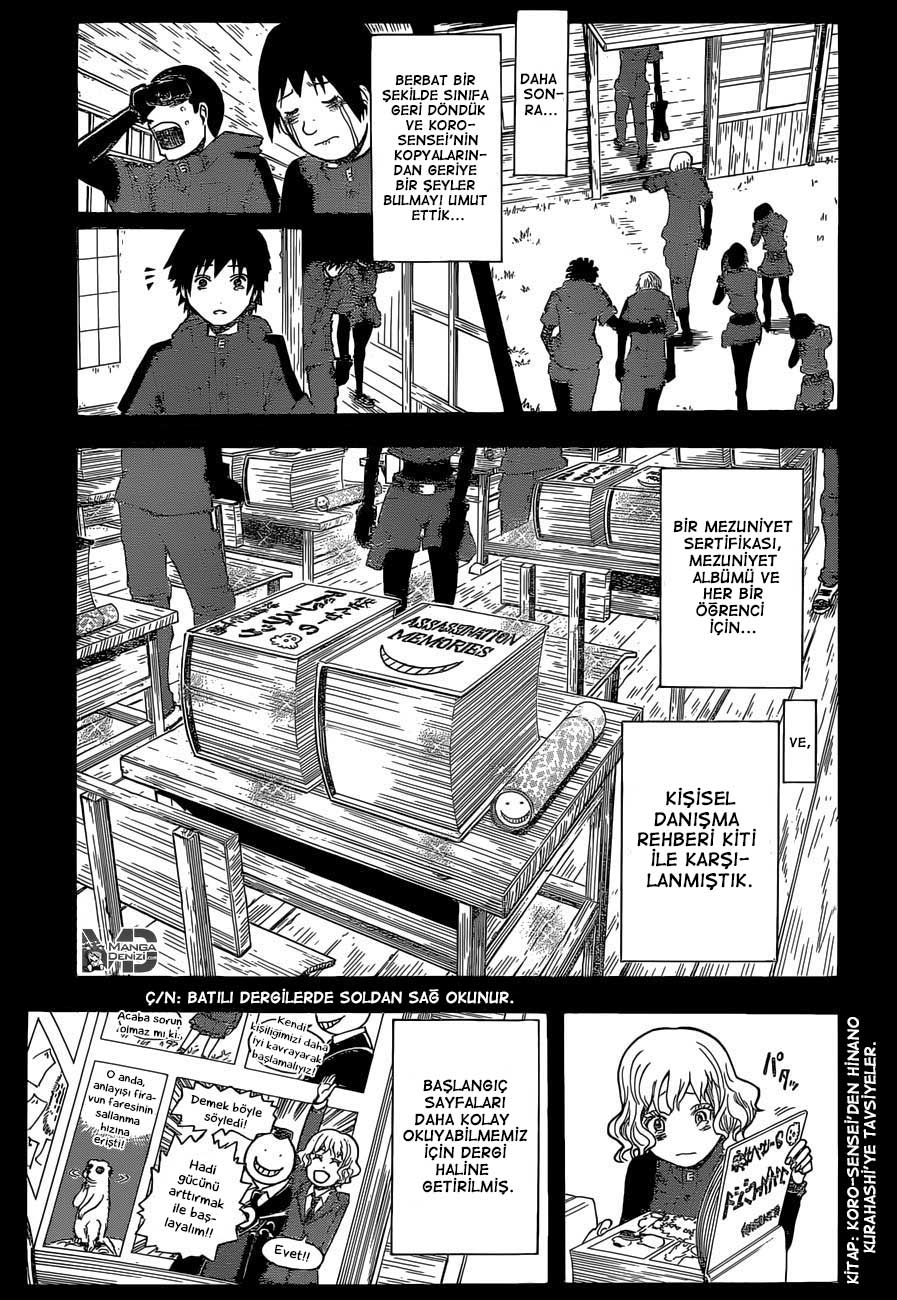 DAHA
SON-
RA...
BERBAT BİR
ŞEKİLDE SINIFA
GERİ DÖNDÜK
VE KORO-
SENSEİ'NİN
KOPYALARIN-
DAN GERİYE
BİR ŞEYLER
BULMAYI UMUT
ETTİK...
BİR MEZUNİYET
SERTİFİKASI,
MEZUNİYET
ALBÜMÜ VE
HER BİR
ÖĞRENCİ
İÇİN...
ASSASSINATION
MEMORIES
VE,
KİŞİSEL
DANIŞMA
REHBERİ KİTİ
İLE KARŞI-
LANMIŞTIK.
MD
MANGA
DENİZİ.com
Ç/N: BATILI DERGİLERDE SOLDAN SAĞ OKUNUR.
Acaba sorun
olmaz mı ki..
Kendi
kişiliğimizi daha
iyi kavrayarak
başlamalıyız!
O anda,
anlayışı fira-
vun faresinin
sallanma
hızına
erişti!
Demek böyle
söyledi!
Hadi
gücünü
arttırmak
ile baş-
layalım!!
Evet!!
BAŞLANGIÇ
SAYFALARI
DAHA KOLAY
OKUYABİLMEMİZ
İÇİN DERGİ
HALİNE
GETİRİLMİŞ.
パタッ
KİTAP: KORO-SENSEİ'DEN HİNANO
KURAHASHİ'YE TAVSİYELER.